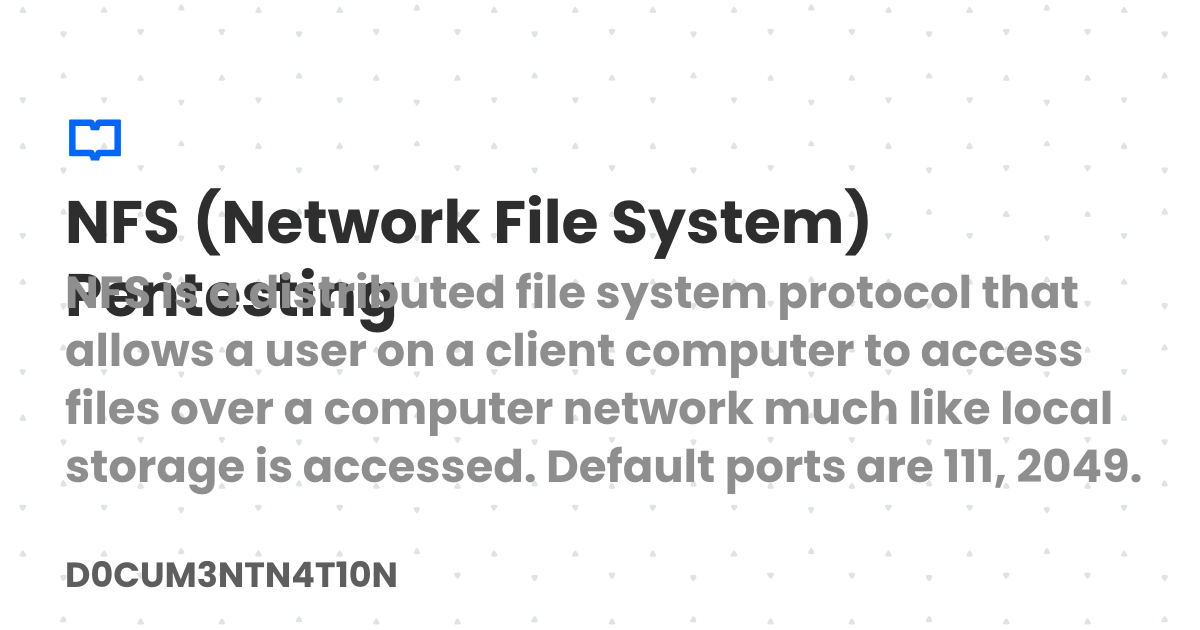 NFS (Network File System)
Pentesting
NFS is a distributed file system protocol that
allows a user on a client computer to access
files over a computer network much like local
storage is accessed. Default ports are 111, 2049.
D0CUM3NTN4T10N